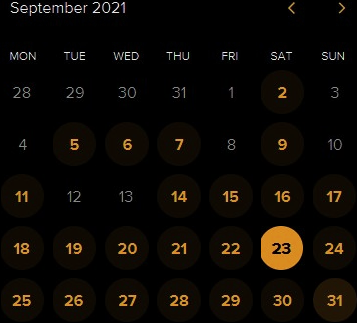 September 2021 < >
MON TUE WED THU FRI SAT SUN
28 29 30 31 1 2 3
4 5 6 7 8 9 10
11 12 13 14 15 16 17
18 19 20 21 22 23 24
25 26 27 28 29 30 31